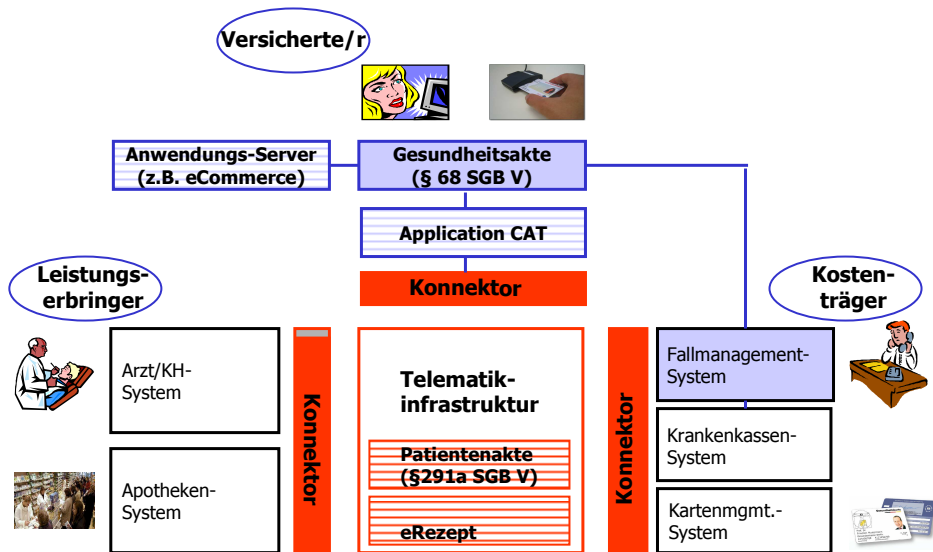 Versicherte/r
Anwendungs-Server
(z.B. eCommerce)
Gesundheitsakte
(§ 68 SGB V)
Application CAT
Konnektor
Leistungs-
erbringer
Kosten-
träger
Arzt/KH-
System
Apotheken-
System
Konnektor
Telematik-
infrastruktur
Patientenakte
(§291a SGB V)
eRezept
Konnektor
Fallmanagement-
System
Krankenkassen-
System
Kartenmgmt.-
System